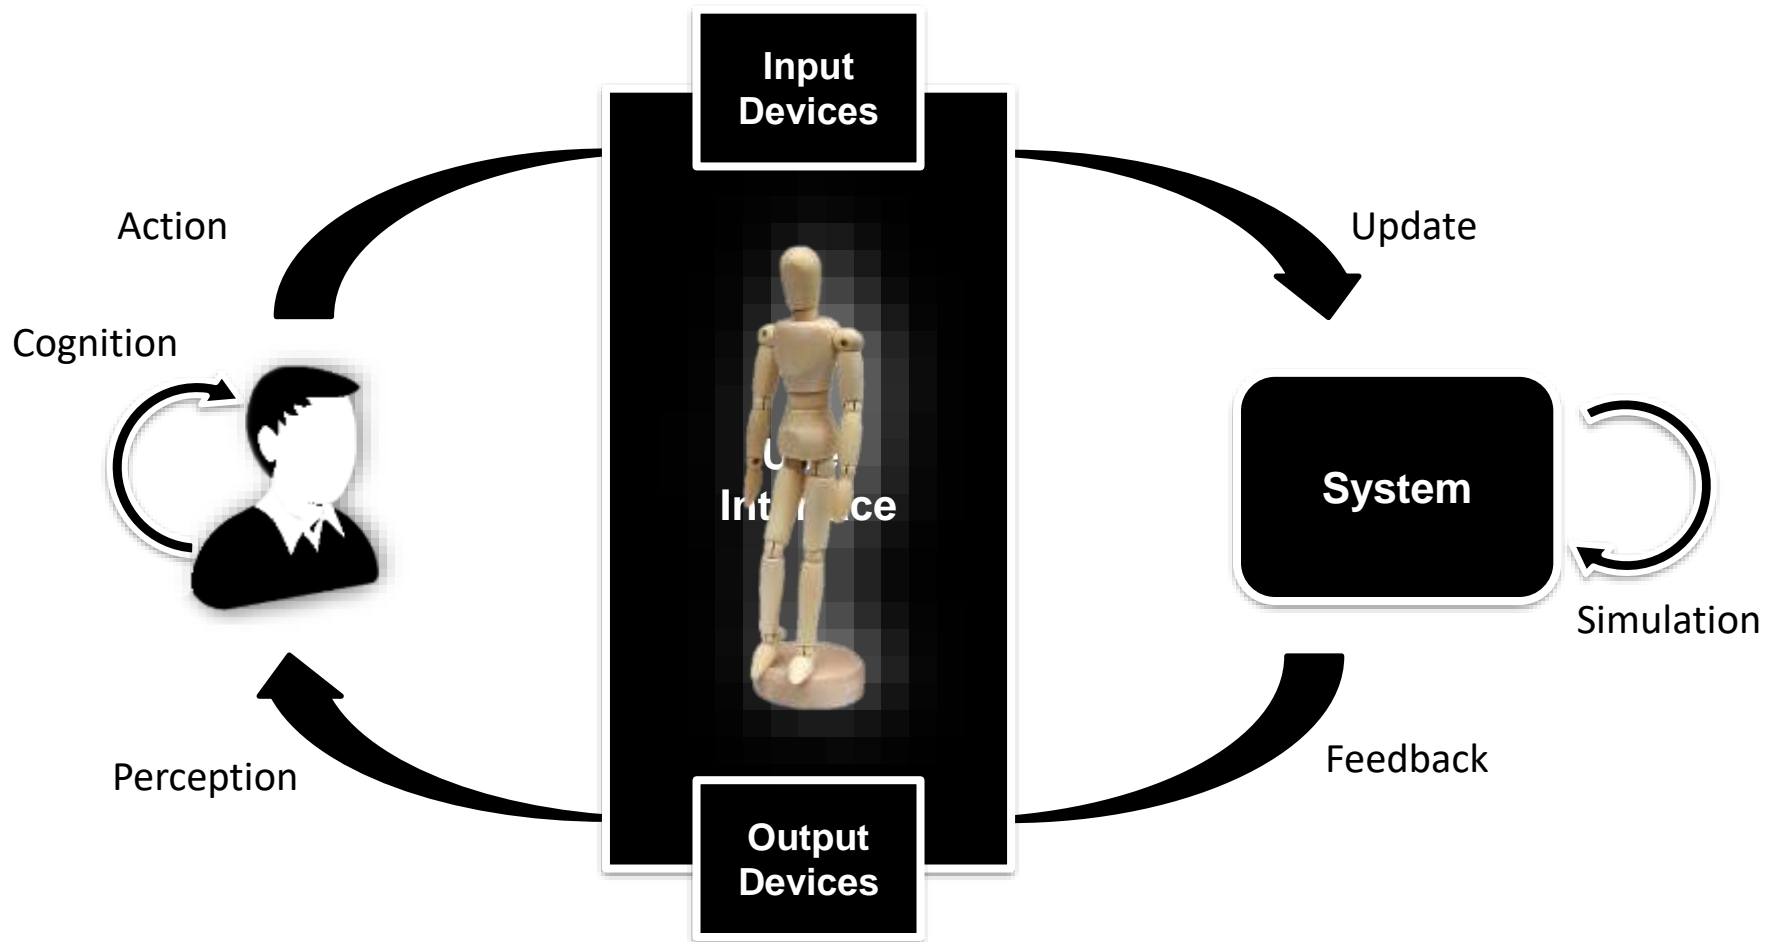 Input
Devices
Action
Update
Cognition
System
Simulation
Feedback
Perception
Output
Devices